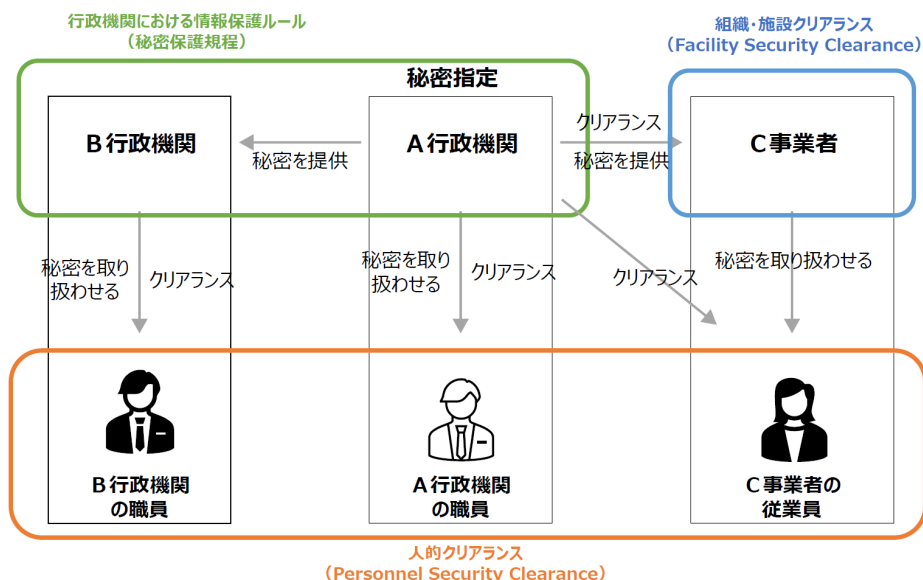 行政機関における情報保護ルール
（秘密保護規程）
組織・施設クリアランス
（Facility Security Clearance）
秘密指定
B行政機関
秘密を提供
A行政機関
クリアランス
秘密を提供
C事業者
秘密を取り
扱わせる
クリアランス
秘密を取り
扱わせる
クリアランス
クリアランス
秘密を取り扱わせる
B行政機関
の職員
A行政機関
の職員
C事業者の
従業員
人的クリアランス
（Personnel Security Clearance）